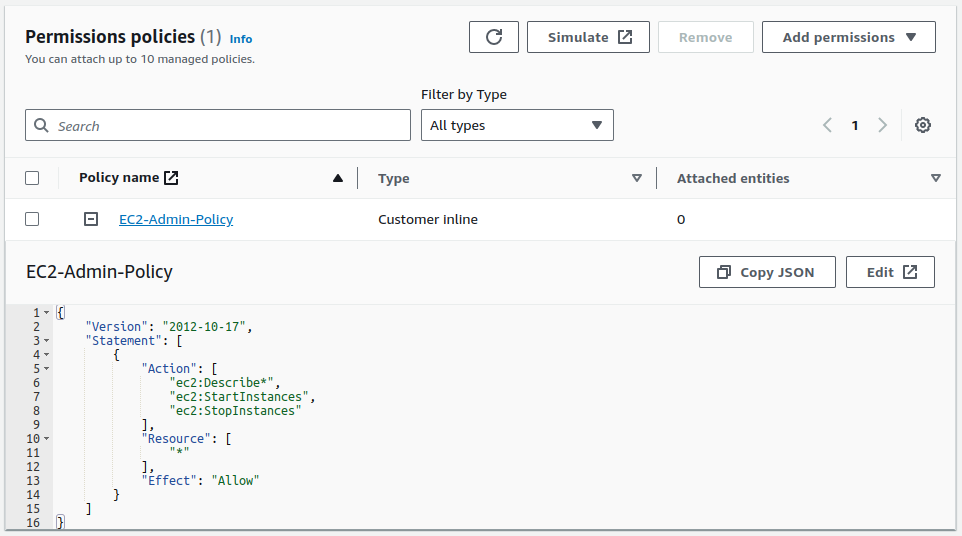 Permissions policies (1) Info
You can attach up to 10 managed policies.
Simulate Remove Add permissions
Filter by Type
Search All types 1
Policy name Type Attached entities
EC2-Admin-Policy Customer inline 0
EC2-Admin-Policy Copy JSON Edit
1 {
2 "Version": "2012-10-17",
3 "Statement": [
4 {
5 "Action": [
6 "ec2:Describe*",
7 "ec2:StartInstances",
8 "ec2:StopInstances"
9 ],
10 "Resource": [
11 "*"
12 ],
13 "Effect": "Allow"
14 }
15 ]
16 }